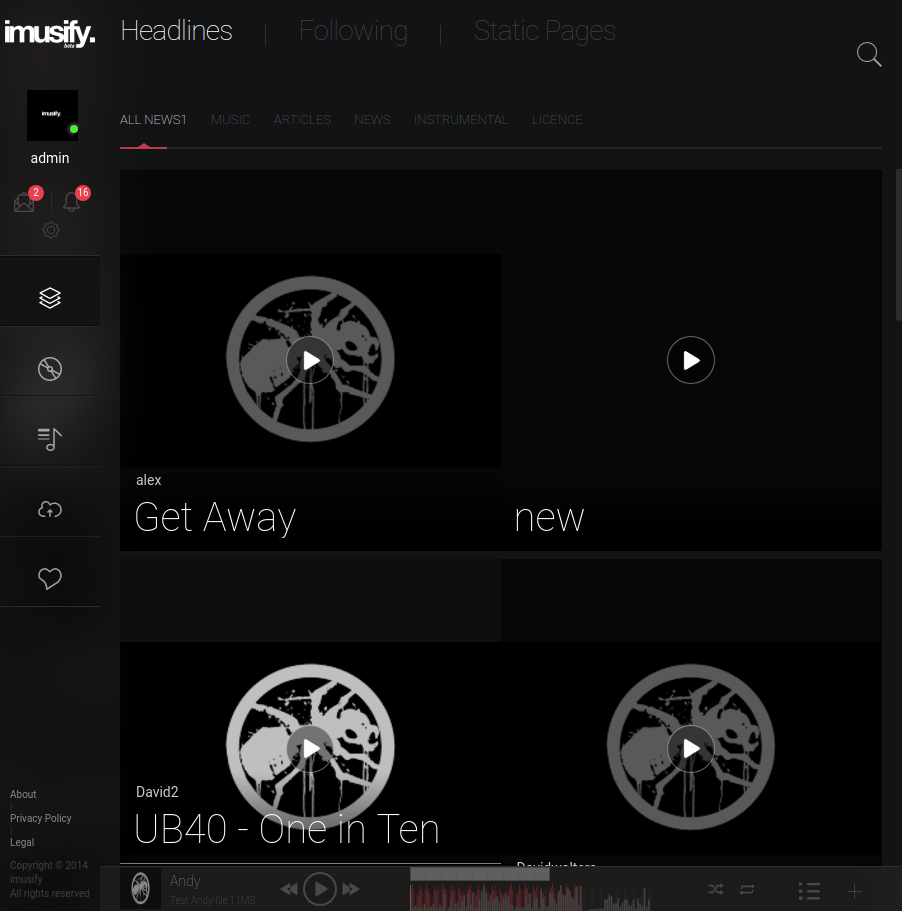 imusify.
beta
Headlines
Following
Static Pages
imusify.
admin
2
16
ALL NEWS1
MUSIC
ARTICLES
NEWS
INSTRUMENTAL
LICENCE
alex
Get Away
new
David2
UB40 - One in Ten
Davidwalters
About
Privacy Policy
Legal
Copyright © 2014
imusify
All rights reserved
Andy
Test Andy file 11MB